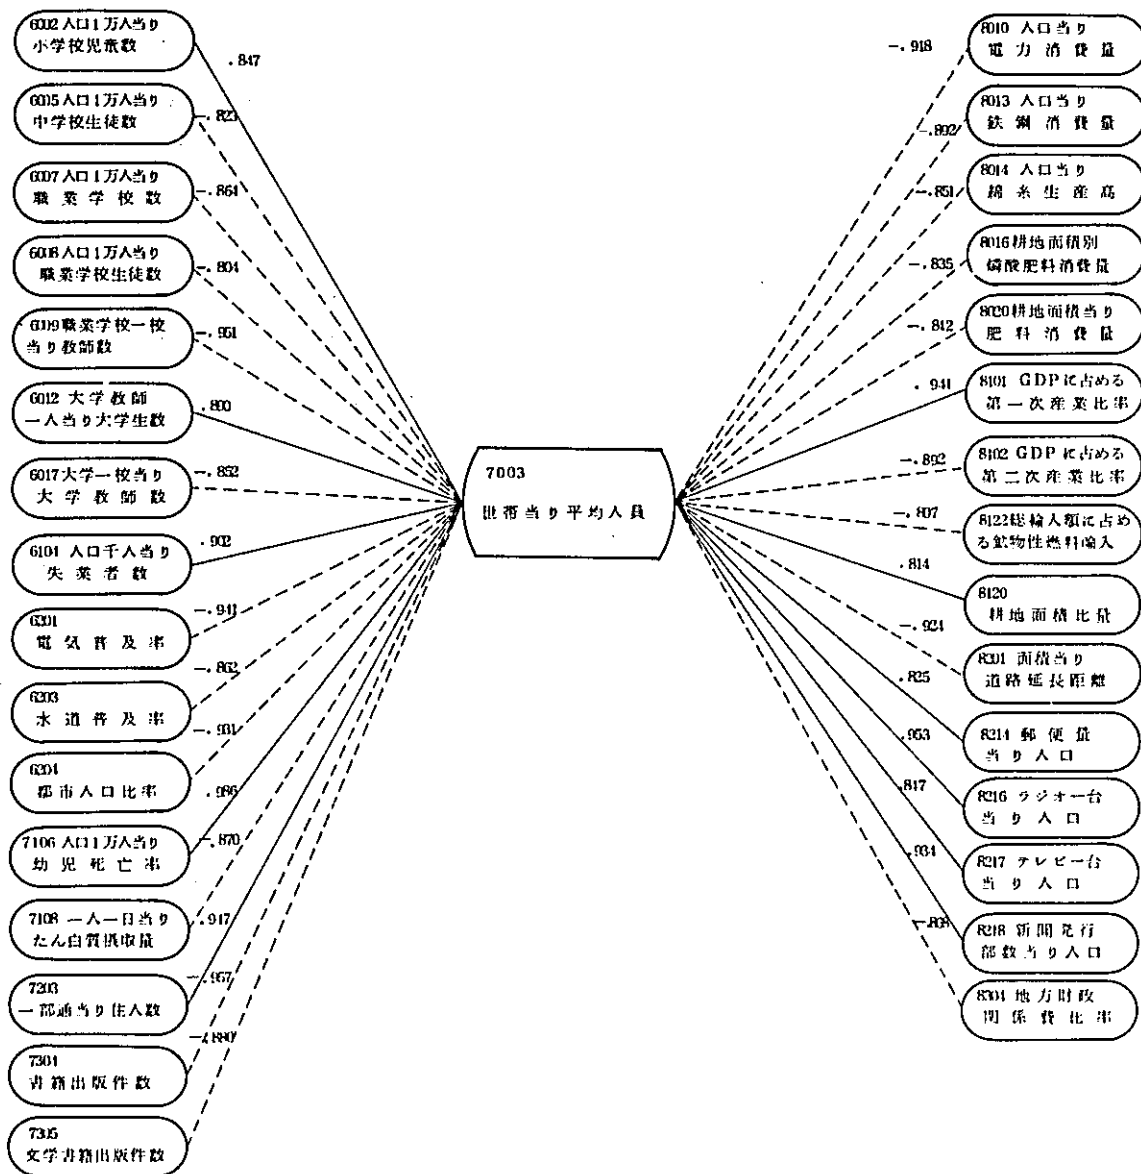 6002 人口1万人当り
小学校児童数
.847
6005 人口1万人当り
中学校生徒数
-.823
6007 人口1万人当り
職業学校数
-.864
6008 人口1万人当り
職業学校生徒数
-.804
6009 職業学校一校
当り教師数
-.951
6012 大学教師
一人当り大学生数
.800
6017 大学一校当り
大学教師数
-.852
6104 人口千人当り
失業者数
.902
6201
電気普及率
-.941
6203
水道普及率
-.862
6204
都市人口比率
-.931
7106 人口1万人当り
幼児死亡率
.986
7108 一人一日当り
たん白質摂取量
-.870
7203
一部通当り住人数
.947
7304
書籍出版件数
-.957
7305
文学書籍出版件数
-.880
7003
世帯当り平均人員
8010 人口当り
電力消費量
-.918
8013 人口当り
鉄鋼消費量
-.892
8014 人口当り
綿糸生産高
-.851
8016 耕地面積別
燐酸肥料消費量
-.835
8020 耕地面積当り
肥料消費量
-.842
8101 GDPに占める
第一次産業比率
.941
8102 GDPに占める
第二次産業比率
-.892
8122 総輸入額に占め
る鉱物性燃料輸入
-.807
8120
耕地面積比量
.814
8201 面積当り
道路延長距離
-.924
8214 郵便量
当り人口
.825
8216 ラジオ一台
当り人口
.953
8217 テレビ一台
当り人口
.817
8218 新聞発行
部数当り人口
.934
8304 地方財政
関係費比率